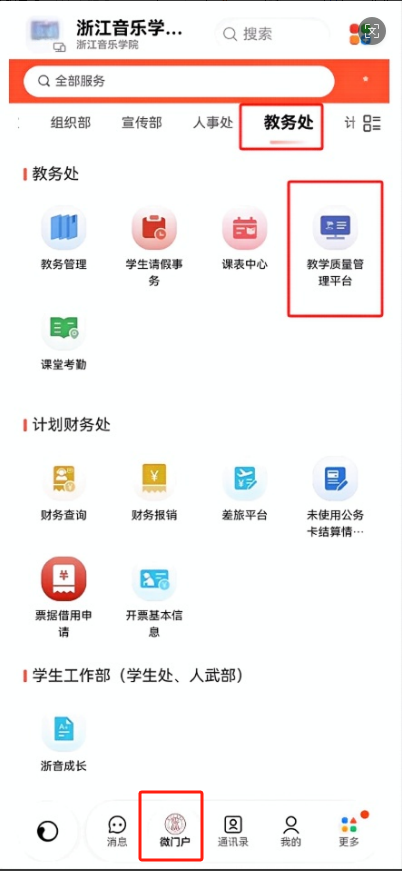 浙江音乐学...
浙江音乐学院
搜索
全部服务
组织部 宣传部 人事处 教务处 计
教务处
教务管理 学生请假事务 课表中心 教学质量管理平台
课堂考勤
计划财务处
财务查询 财务报销 差旅平台 未使用公务卡结算情...
票据借用申请 开票基本信息
学生工作部（学生处、人武部）
浙音成长
消息 微门户 通讯录 我的 更多